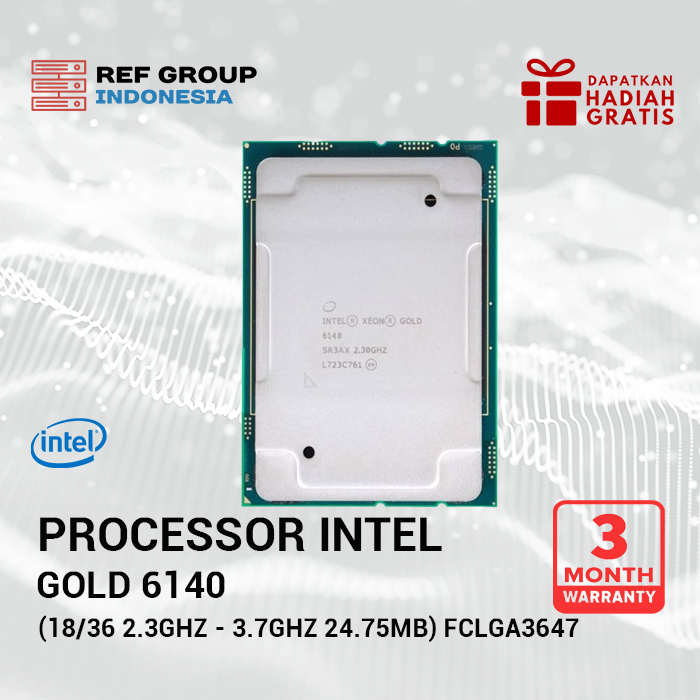 REF GROUP
INDONESIA
DAPATKAN
HADIAH
GRATIS
INTEL® XEON® GOLD
6140
SR3AX 2.30GHZ
L723C761 e4
intel
PROCESSOR INTEL
GOLD 6140
(18/36 2.3GHZ - 3.7GHZ 24.75MB) FCLGA3647
3
MONTH
WARRANTY